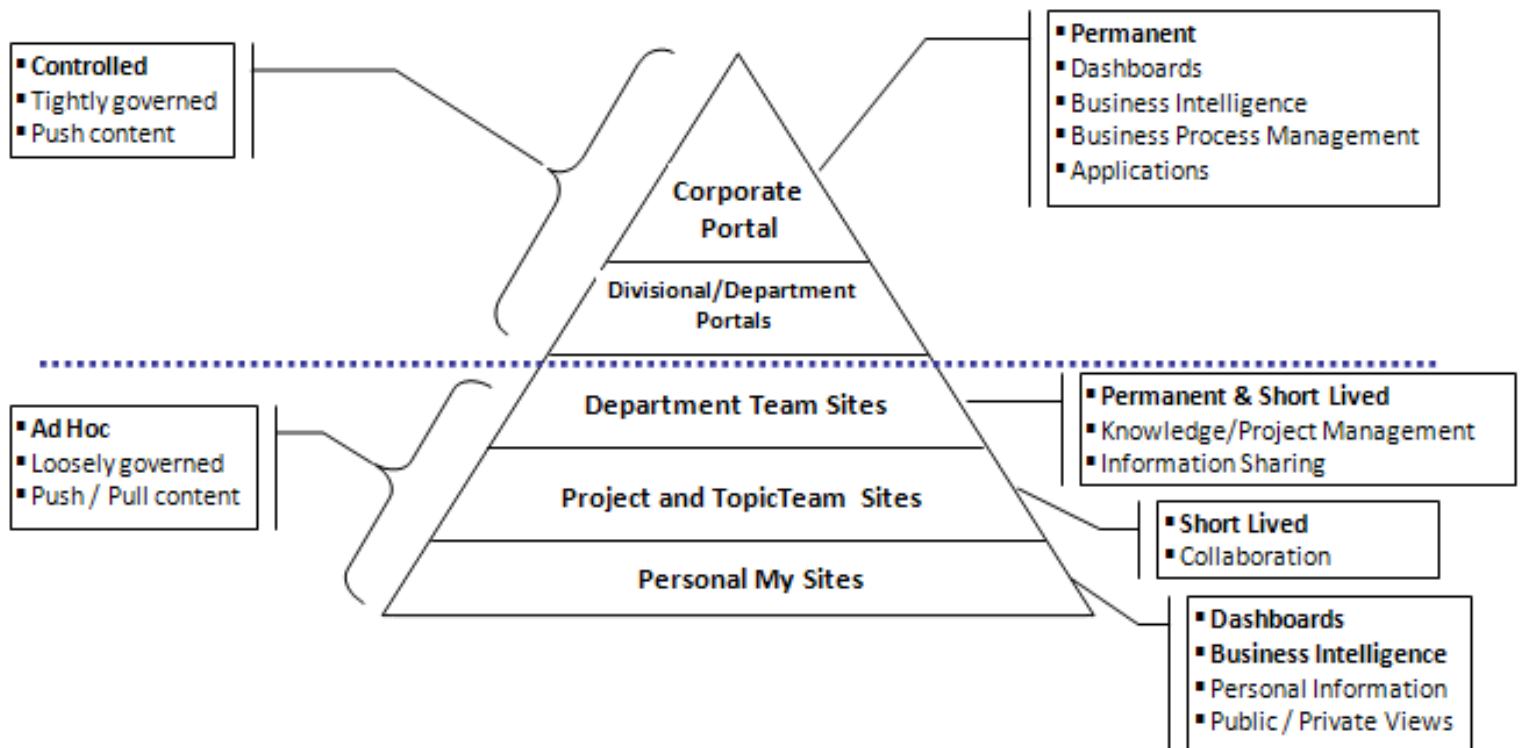 ▪ Controlled
▪ Tightly governed
▪ Push content
▪ Permanent
▪ Dashboards
▪ Business Intelligence
▪ Business Process Management
▪ Applications
Corporate
Portal
Divisional/Department
Portals
▪ Ad Hoc
▪ Loosely governed
▪ Push / Pull content
Department Team Sites
Project and TopicTeam Sites
Personal My Sites
▪ Permanent & Short Lived
▪ Knowledge/Project Management
▪ Information Sharing
▪ Short Lived
▪ Collaboration
▪ Dashboards
▪ Business Intelligence
▪ Personal Information
▪ Public / Private Views